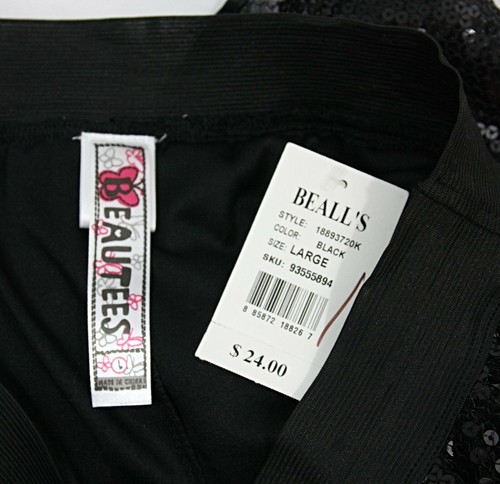 BEAUTEES
L
MADE IN CHINA
BEALL'S
STYLE: 18893720K
COLOR: BLACK
SIZE: LARGE
SKU: 93555894
8 85872 18826 7
$ 24.00